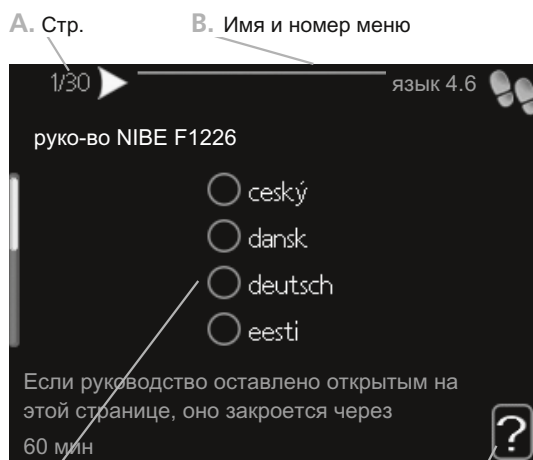 A. Стр.
B. Имя и номер меню
1/30
язык 4.6
руко-во NIBE F1226
ceský
dansk
deutsch
eesti
Если руководство оставлено открытым на
этой странице, оно закроется через
60 мин
?